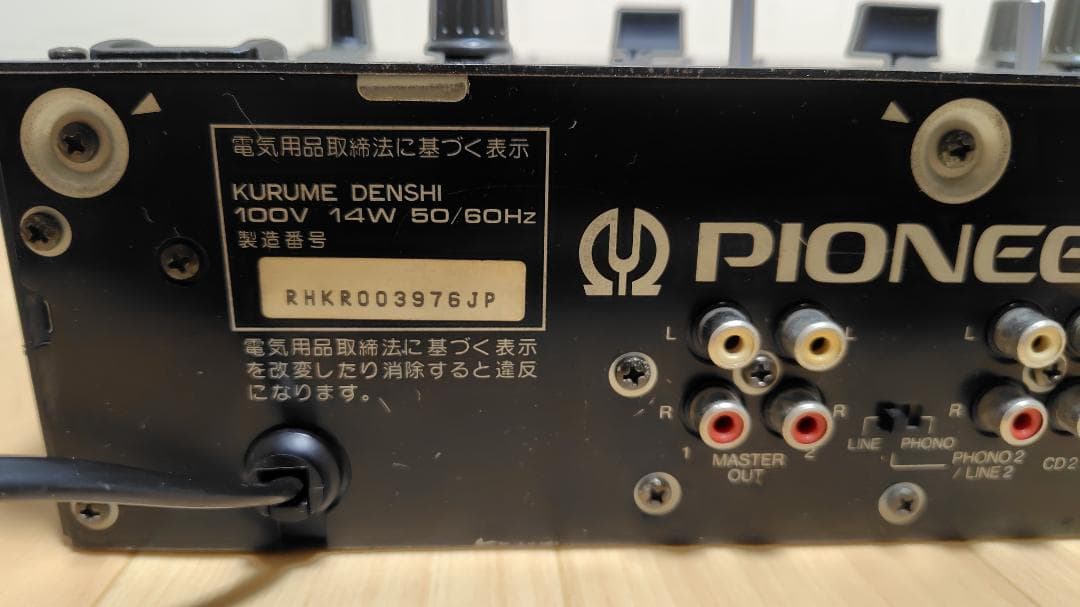 電気用品取締法に基づく表示
KURUME DENSHI
100V 14W 50/60Hz
製造番号
RHKR003976JP
電気用品取締法に基づく表示
を改変したり消除すると違反
になります。
PIONEE
L L L
R R R
1 MASTER OUT 2
LINE PHONO
PHONO 2
/ LINE 2
CD 2